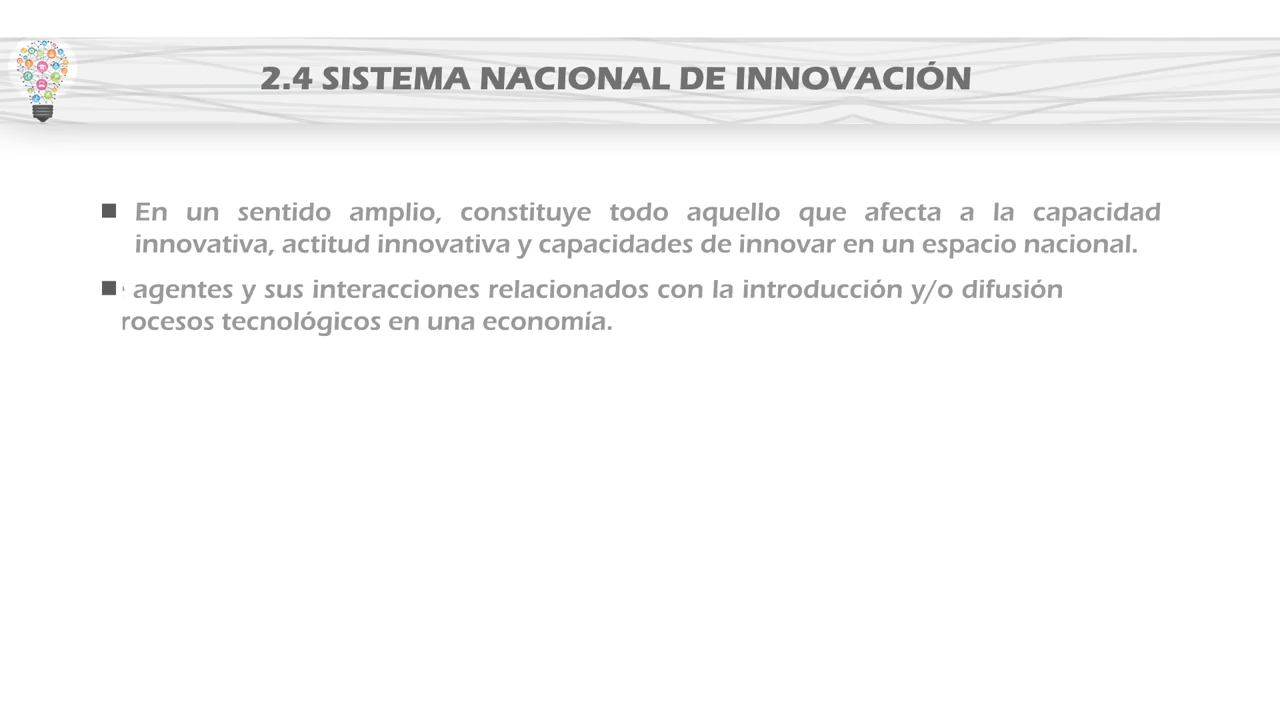 2.4 SISTEMA NACIONAL DE INNOVACIÓN
En un sentido amplio, constituye todo aquello que afecta a la capacidad
innovativa, actitud innovativa y capacidades de innovar en un espacio nacional.
agentes y sus interacciones relacionados con la introducción y/o difusión
rocesos tecnológicos en una economía.